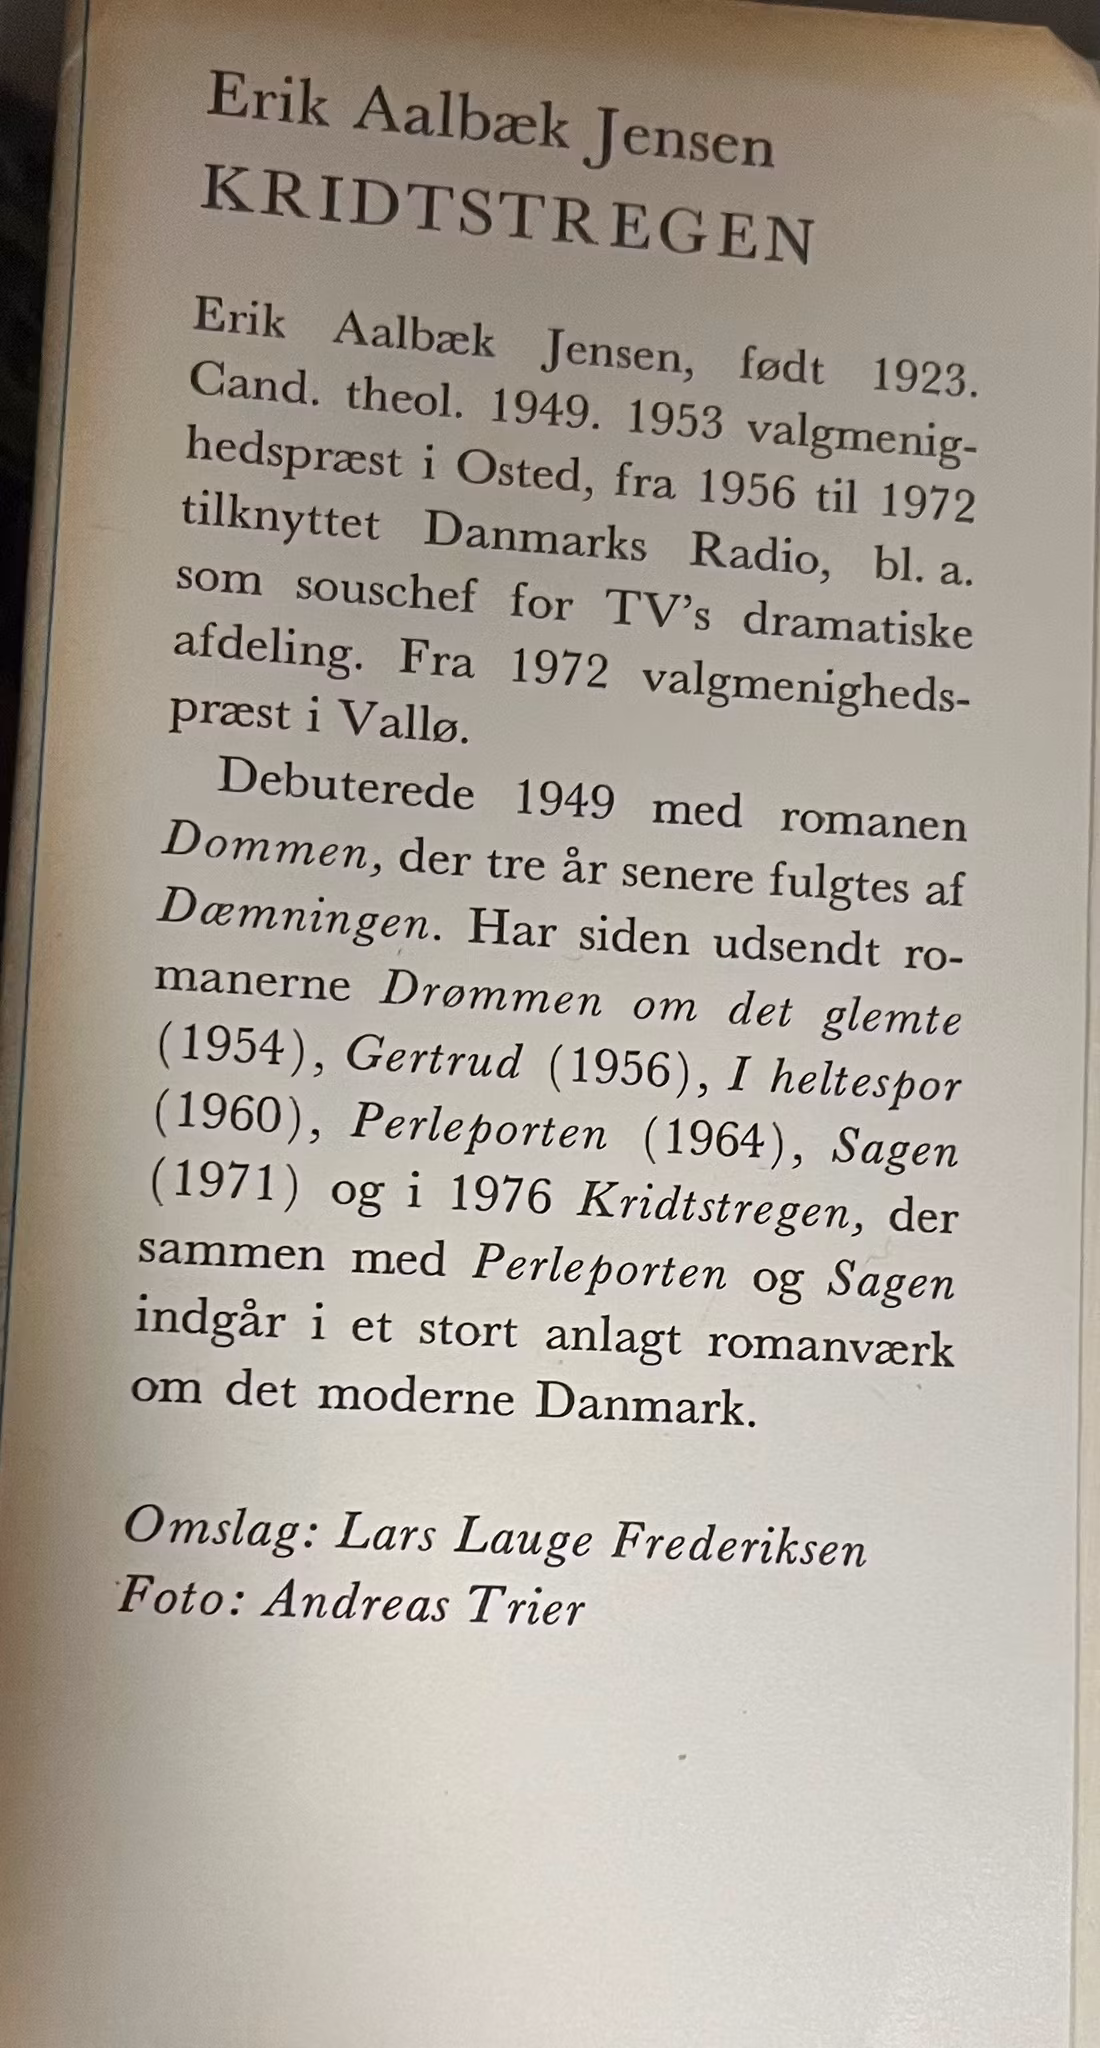 Erik Aalbæk Jensen
KRIDTSTREGEN
Erik Aalbæk Jensen, født 1923.
Cand. theol. 1949. 1953 valgmenig-
hedspræst i Osted, fra 1956 til 1972
tilknyttet Danmarks Radio, bl. a.
som souschef for TV's dramatiske
afdeling. Fra 1972 valgmenigheds-
præst i Vallø.
Debuterede 1949 med romanen
Dommen, der tre år senere fulgtes af
Dæmningen. Har siden udsendt ro-
manerne Drømmen om det glemte
(1954), Gertrud (1956), I heltespor
(1960), Perleporten (1964), Sagen
(1971) og i 1976 Kridtstregen, der
sammen med Perleporten og Sagen
indgår i et stort anlagt romanværk
om det moderne Danmark.
Omslag: Lars Lauge Frederiksen
Foto: Andreas Trier